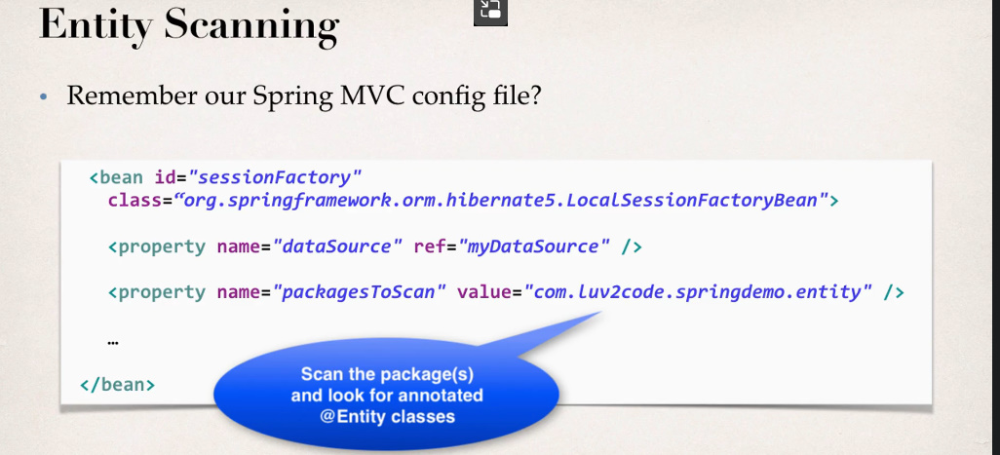 Entity Scanning
• Remember our Spring MVC config file?
<bean id="sessionFactory"
class=“org.springframework.orm.hibernate5.LocalSessionFactoryBean">
<property name="dataSource" ref="myDataSource" />
<property name="packagesToScan" value="com.luv2code.springdemo.entity" />
…
</bean>
Scan the package(s)
and look for annotated
@Entity classes